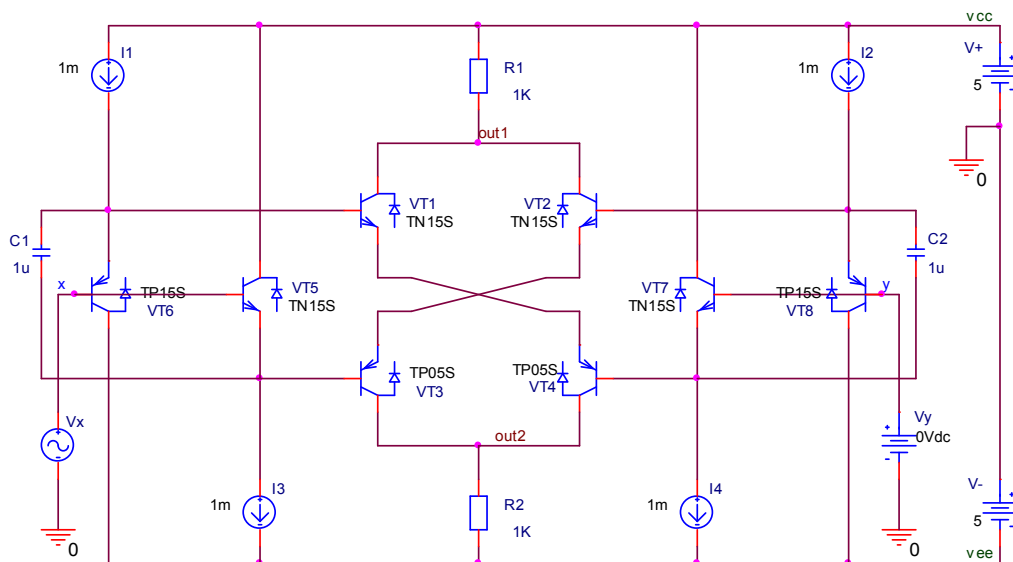 vcc
I1
1m
R1
1K
I2
1m
V+
5
out1
0
VT1
TN15S
VT2
TN15S
C1
1u
C2
1u
x
TP15S
VT6
VT5
TN15S
VT7
TN15S
TP15S
VT8
y
TP05S
VT3
TP05S
VT4
Vx
out2
Vy
0Vdc
I3
1m
R2
1K
I4
1m
V-
5
0
0
vee